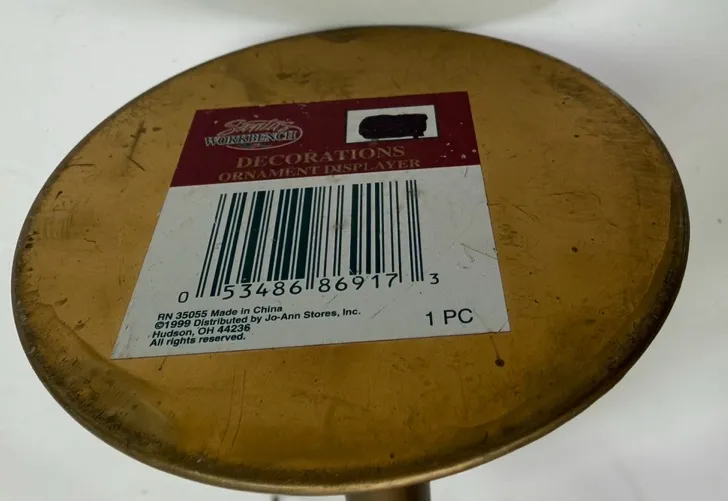 Santa's
WORKBENCH
DECORATIONS
ORNAMENT DISPLAYER
0 53486 86917 3
RN 35055 Made in China
©1999 Distributed by Jo-Ann Stores, Inc.
Hudson, OH 44236
All rights reserved.
1 PC